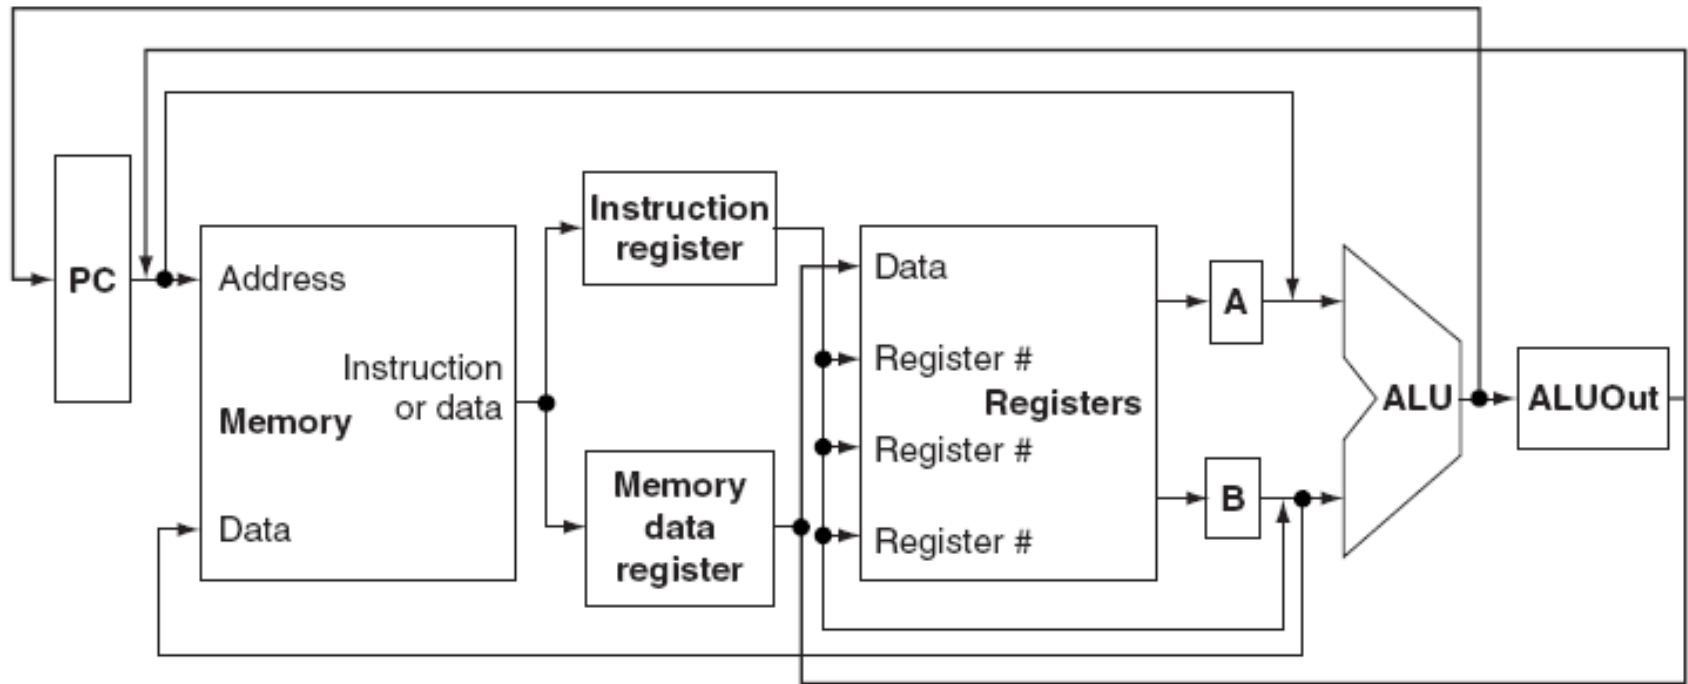 PC
Address
Instruction
or data
Memory
Data
Instruction
register
Memory
data
register
Data
Register #
Registers
Register #
Register #
A
B
ALU
ALUOut